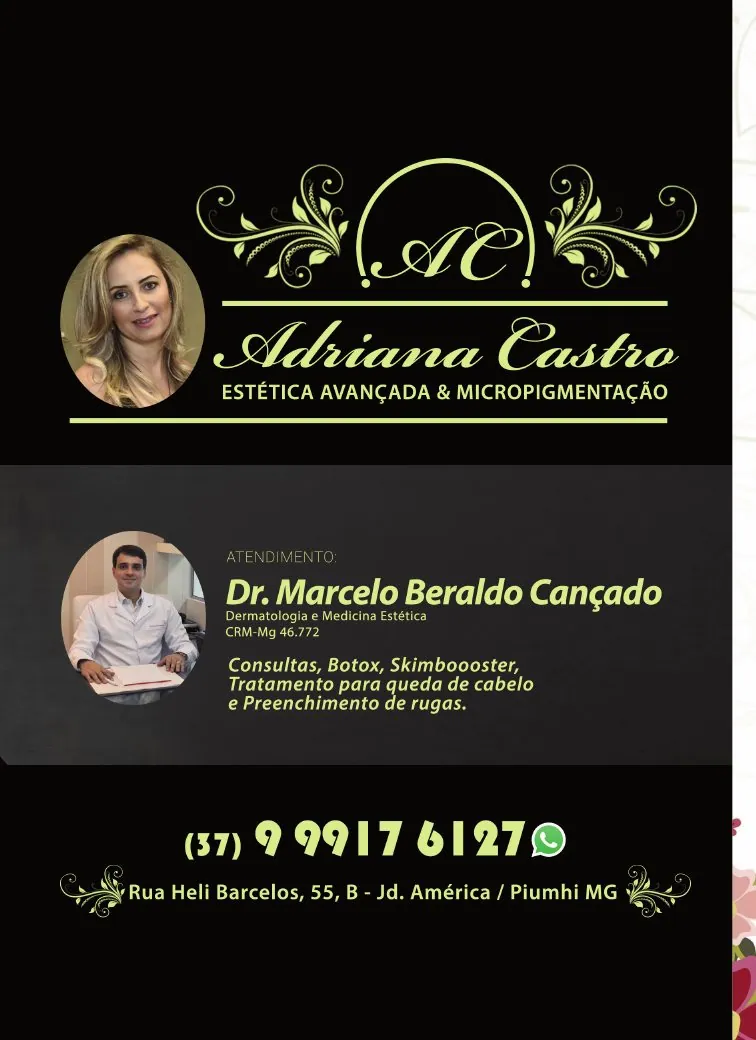 AC
Adriana Castro
ESTÉTICA AVANÇADA & MICROPIGMENTAÇÃO
ATENDIMENTO:
Dr. Marcelo Beraldo Cançado
Dermatologia e Medicina Estética
CRM-Mg 46.772
Consultas, Botox, Skimboooster,
Tratamento para queda de cabelo
e Preenchimento de rugas.
(37) 9 9917 6127
Rua Heli Barcelos, 55, B - Jd. América / Piumhi MG